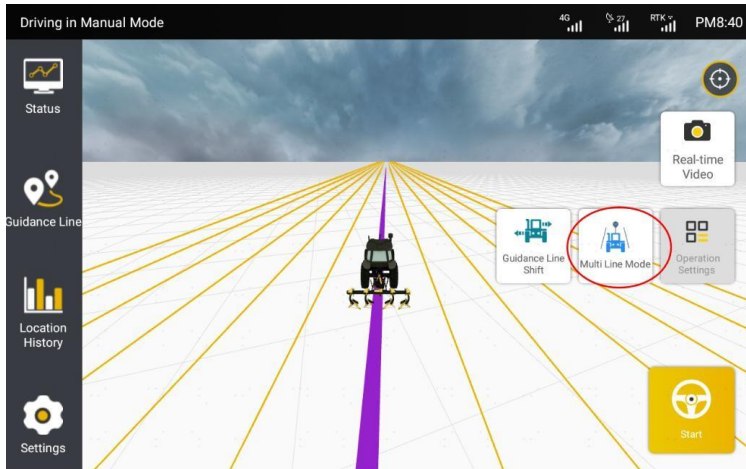 Driving in Manual Mode
4G
27
RTK
PM8:40
Status
Real-time
Video
Guidance Line
Guidance Line
Shift
Multi Line Mode
Operation
Settings
Location
History
Settings
Start